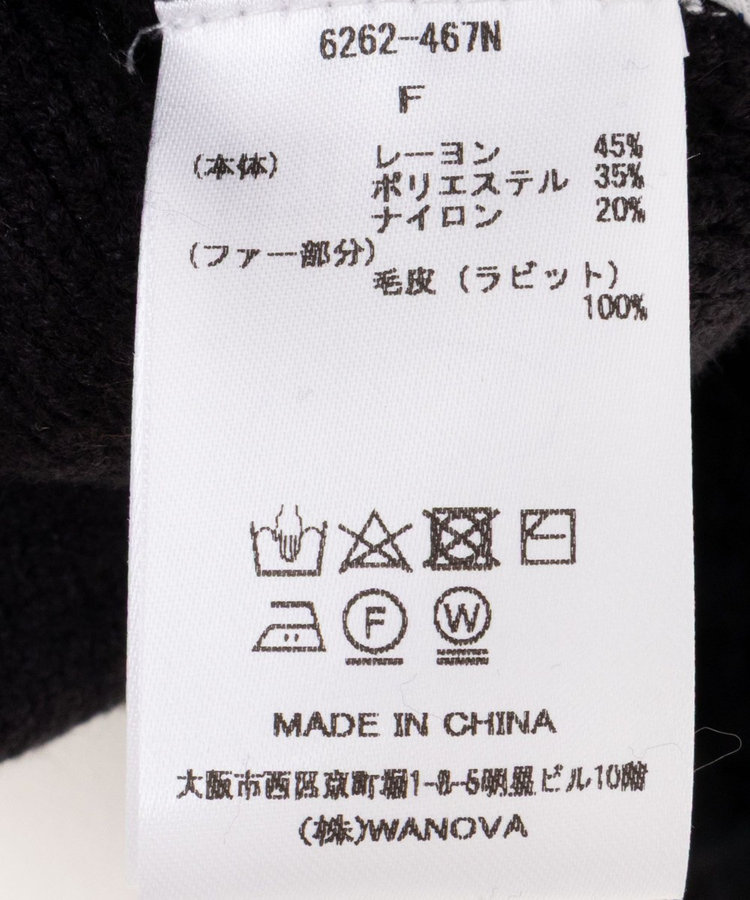 6262-467N
F
(本体) レーヨン 45%
ポリエステル 35%
ナイロン 20%
(ファー部分)
毛皮 (ラビット)
100%
F
W
MADE IN CHINA
大阪市西区京町堀1-8-5明星ビル10階
(株)WANOVA